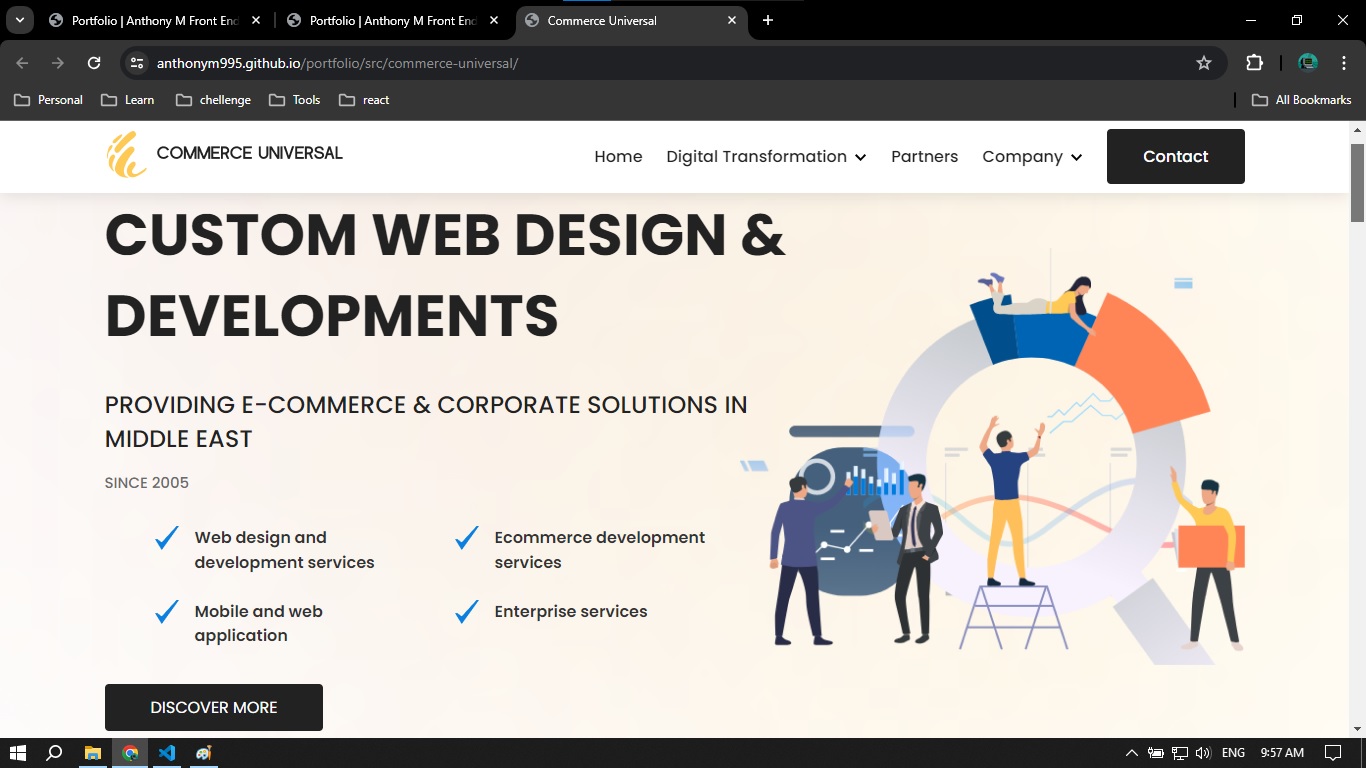 Portfolio | Anthony M Front End
Portfolio | Anthony M Front End
Commerce Universal
anthonym995.github.io/portfolio/src/commerce-universal/
Personal
Learn
chellenge
Tools
react
All Bookmarks
COMMERCE UNIVERSAL
Home
Digital Transformation
Partners
Company
Contact
CUSTOM WEB DESIGN &
DEVELOPMENTS
PROVIDING E-COMMERCE & CORPORATE SOLUTIONS IN
MIDDLE EAST
SINCE 2005
Web design and
development services
Ecommerce development
services
Mobile and web
application
Enterprise services
DISCOVER MORE
ENG
9:57 AM